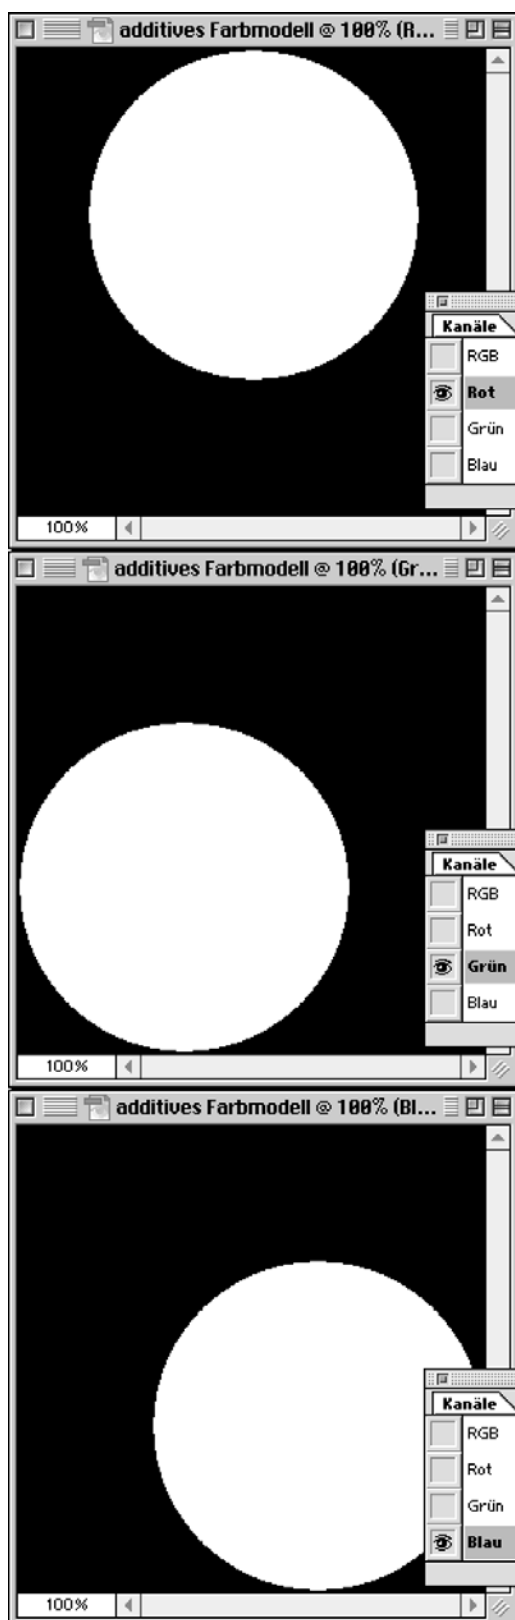 additives Farbmodell @ 100% (R...
Kanäle
RGB
Rot
Grün
Blau
100%
additives Farbmodell @ 100% (Gr...
Kanäle
RGB
Rot
Grün
Blau
100%
additives Farbmodell @ 100% (Bl...
Kanäle
RGB
Rot
Grün
Blau
100%